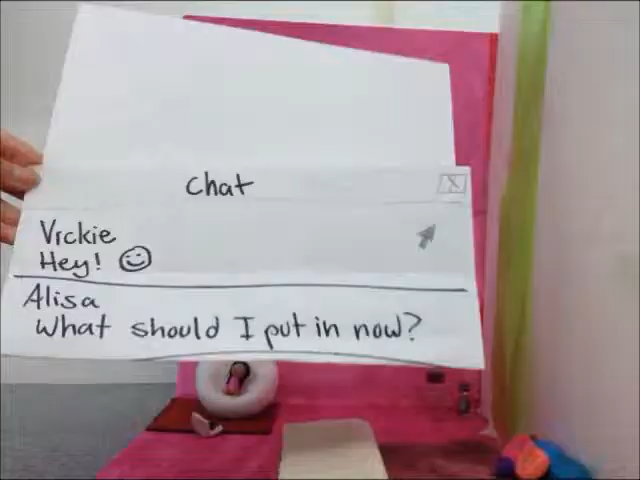 chat
X
Vickie
Hey!
Alisa
what should I put in now?